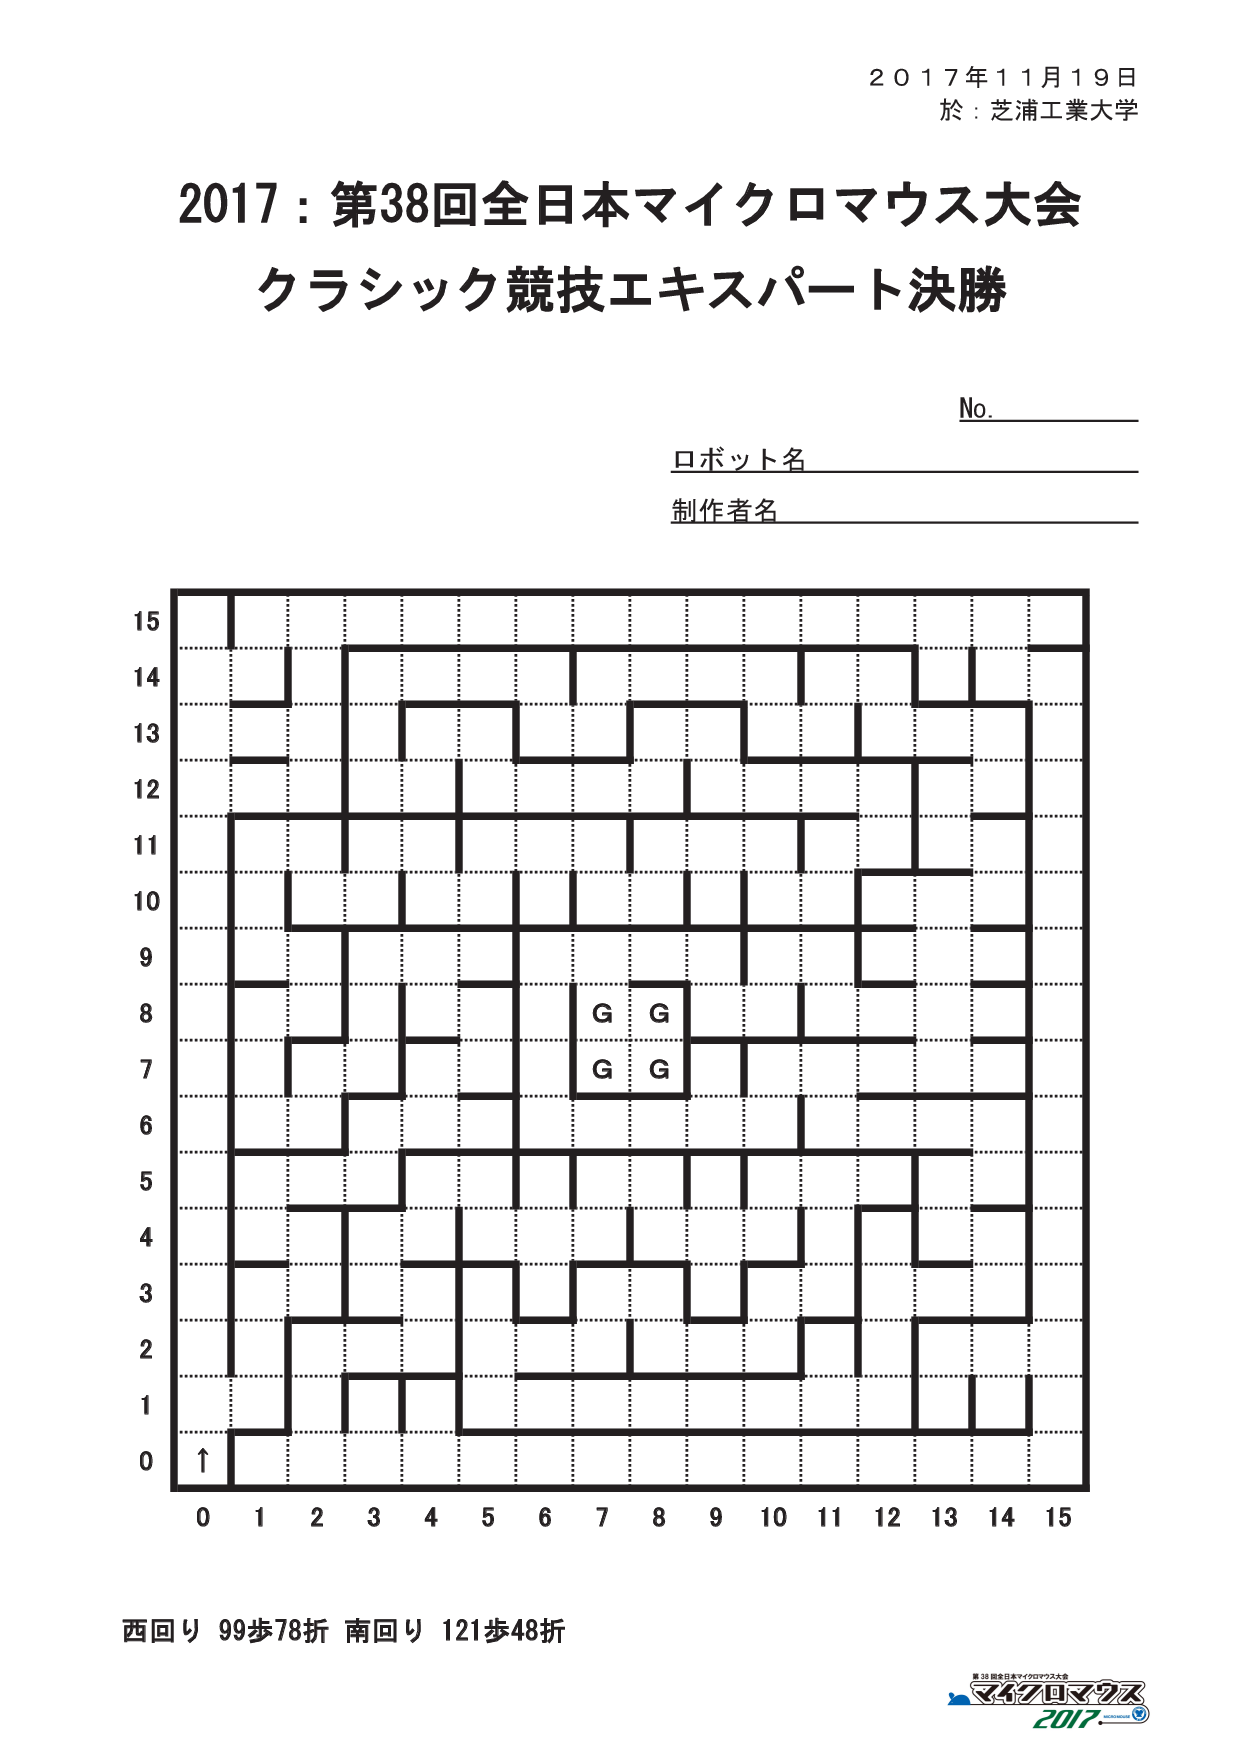 ２０１７年１１月１９日
於：芝浦工業大学
2017：第38回全日本マイクロマウス大会
クラシック競技エキスパート決勝
No.
ロボット名
制作者名
15
14
13
12
11
10
9
8 G G
7 G G
6
5
4
3
2
1
0 ↑
0 1 2 3 4 5 6 7 8 9 10 11 12 13 14 15
西回り 99歩78折 南回り 121歩48折
第38回全日本マイクロマウス大会
マイクロマウス
2017